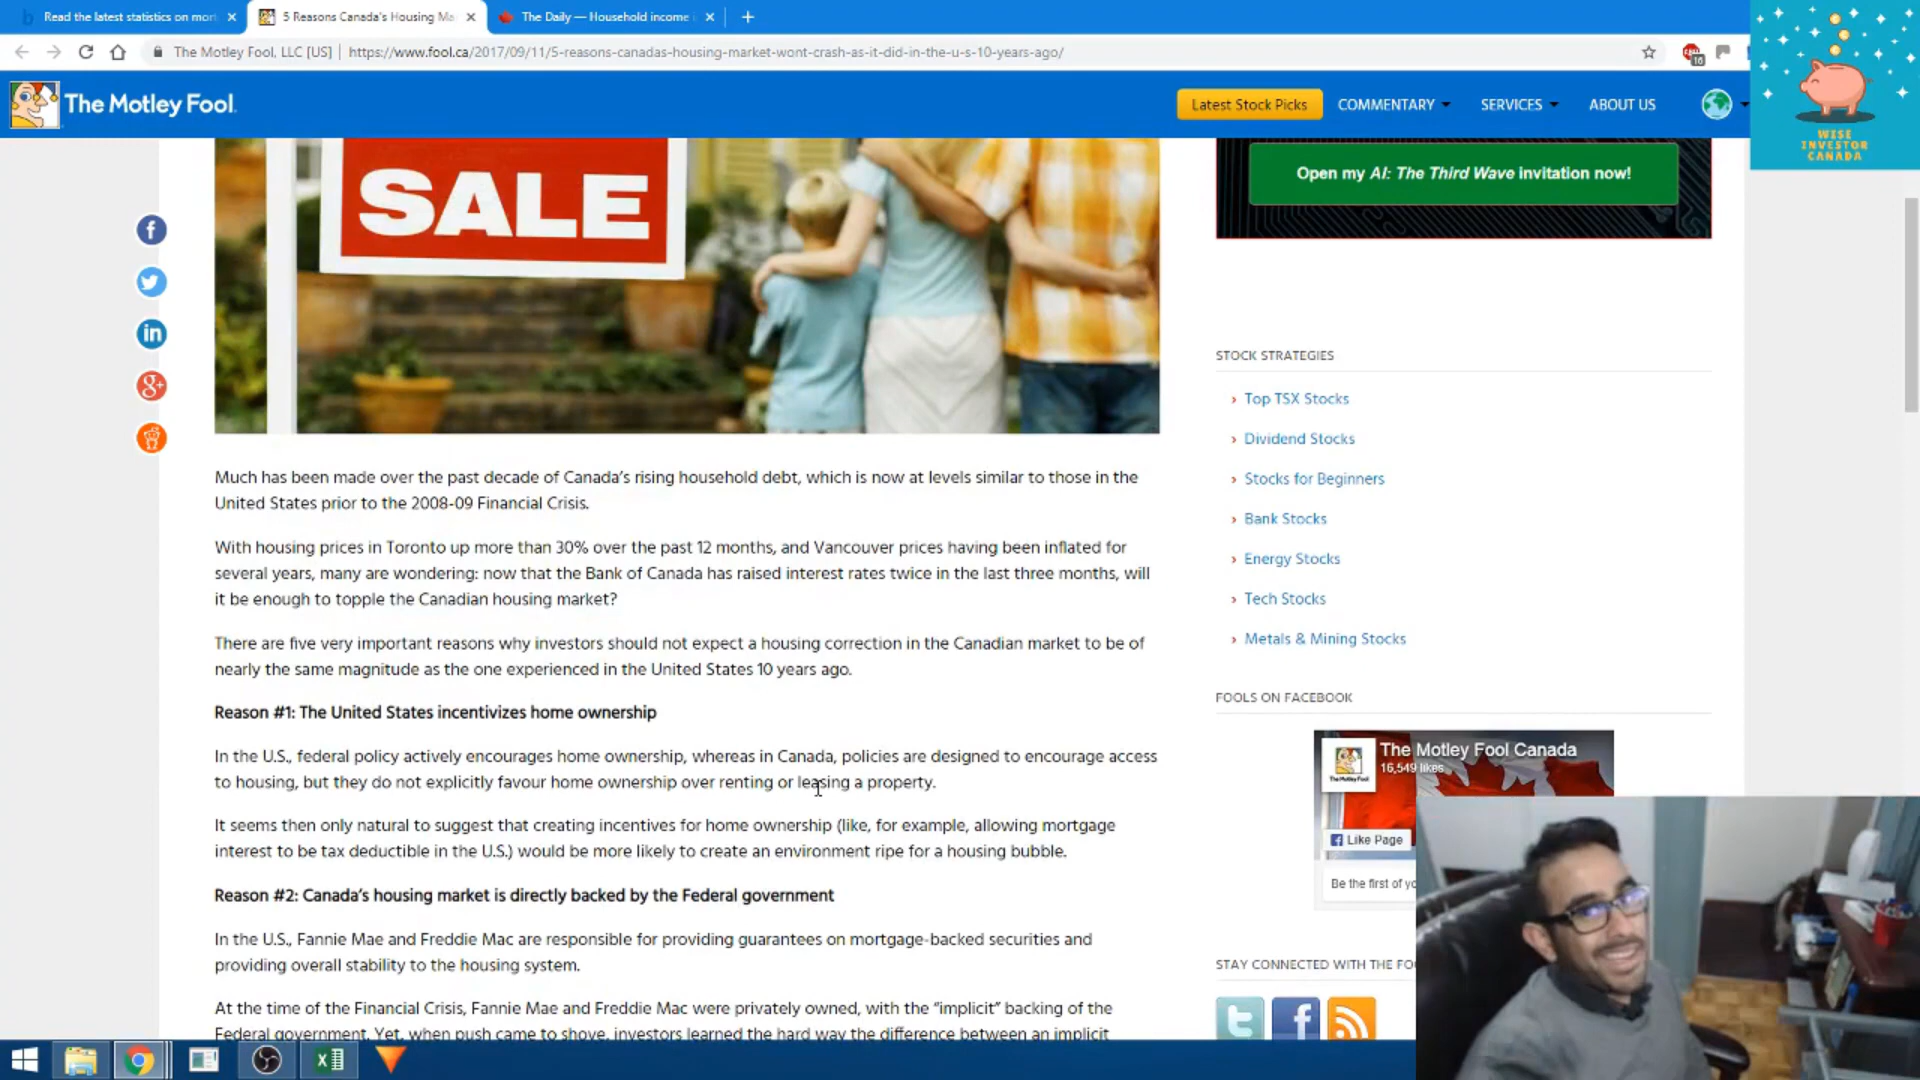 Read the latest statistics on mor
5 Reasons Canada's Housing Ma
The Daily — Household income
The Motley Fool, LLC [US] | https://www.fool.ca/2017/09/11/5-reasons-canadas-housing-market-wont-crash-as-it-did-in-the-u-s-10-years-ago/
16
WISE
INVESTOR
CANADA
The Motley Fool.
Latest Stock Picks
COMMENTARY
SERVICES
ABOUT US
SALE
Open my AI: The Third Wave invitation now!
STOCK STRATEGIES
Top TSX Stocks
Dividend Stocks
Stocks for Beginners
Bank Stocks
Energy Stocks
Tech Stocks
Metals & Mining Stocks
Much has been made over the past decade of Canada's rising household debt, which is now at levels similar to those in the
United States prior to the 2008-09 Financial Crisis.
With housing prices in Toronto up more than 30% over the past 12 months, and Vancouver prices having been inflated for
several years, many are wondering: now that the Bank of Canada has raised interest rates twice in the last three months, will
it be enough to topple the Canadian housing market?
There are five very important reasons why investors should not expect a housing correction in the Canadian market to be of
nearly the same magnitude as the one experienced in the United States 10 years ago.
Reason #1: The United States incentivizes home ownership
In the U.S., federal policy actively encourages home ownership, whereas in Canada, policies are designed to encourage access
to housing, but they do not explicitly favour home ownership over renting or leasing a property.
It seems then only natural to suggest that creating incentives for home ownership (like, for example, allowing mortgage
interest to be tax deductible in the U.S.) would be more likely to create an environment ripe for a housing bubble.
Reason #2: Canada's housing market is directly backed by the Federal government
In the U.S., Fannie Mae and Freddie Mac are responsible for providing guarantees on mortgage-backed securities and
providing overall stability to the housing system.
At the time of the Financial Crisis, Fannie Mae and Freddie Mac were privately owned, with the “implicit” backing of the
Federal government. Yet, when push came to shove, investors learned the hard way the difference between an implicit
FOOLS ON FACEBOOK
The Motley Fool Canada
16,549 likes
The Motley Fool
Like Page
Be the first of yo
STAY CONNECTED WITH THE FO